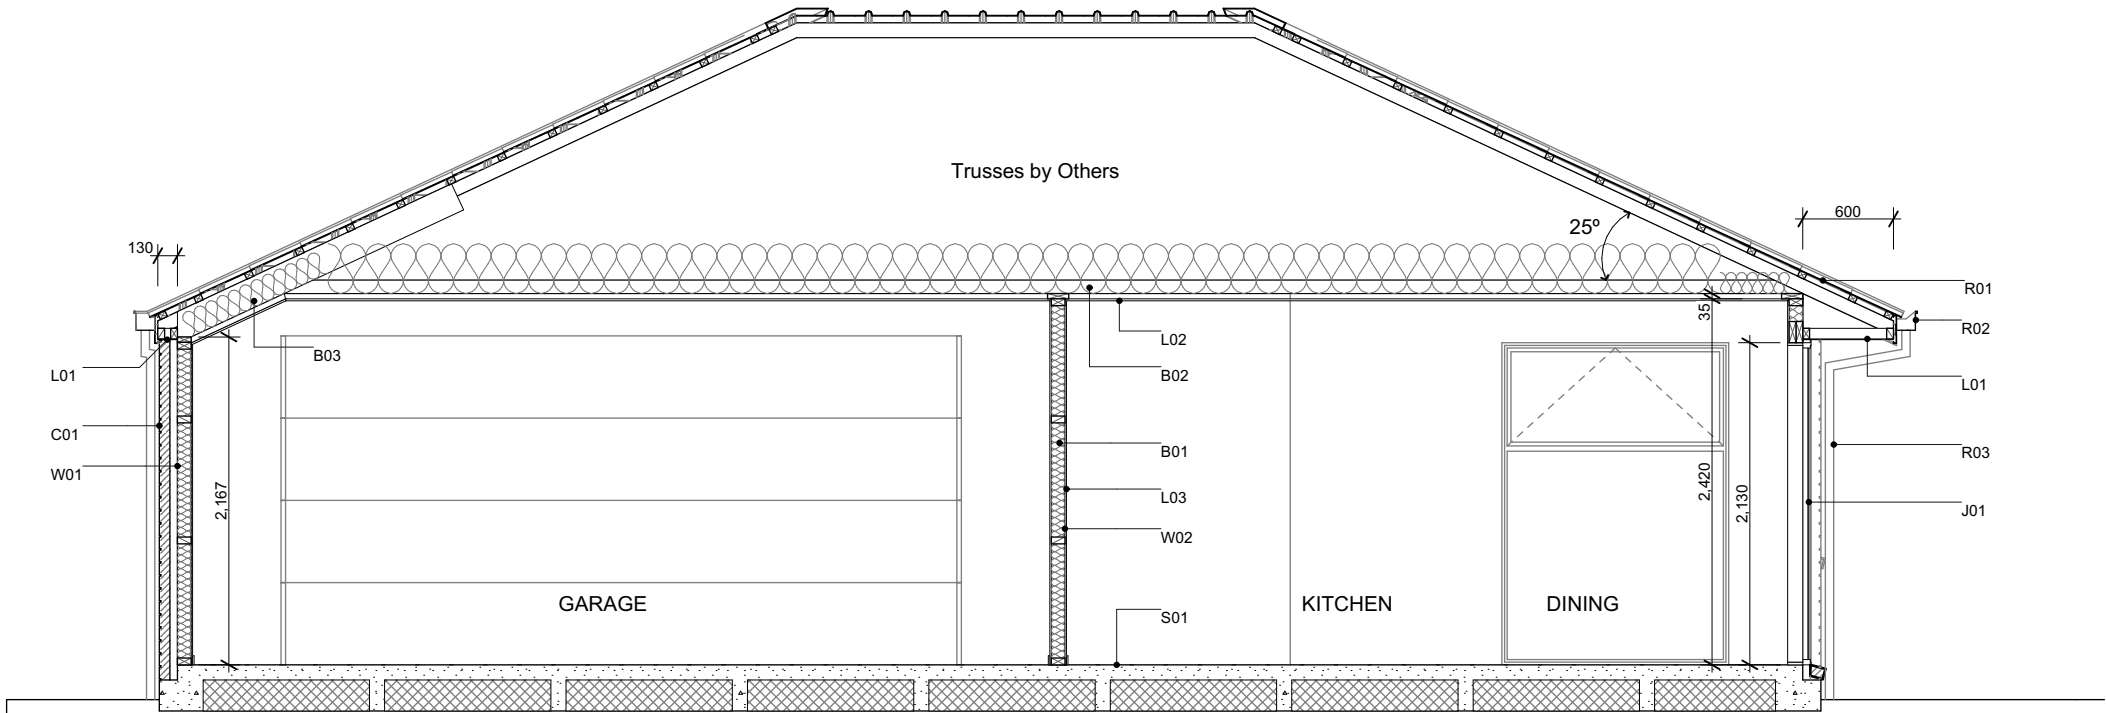 Trusses by Others
600
25º
130
R01
35
R02
L02
B03
L01
B02
L01
C01
R03
B01
W01
2,167
2,420
2,130
L03
J01
W02
GARAGE
KITCHEN
DINING
S01